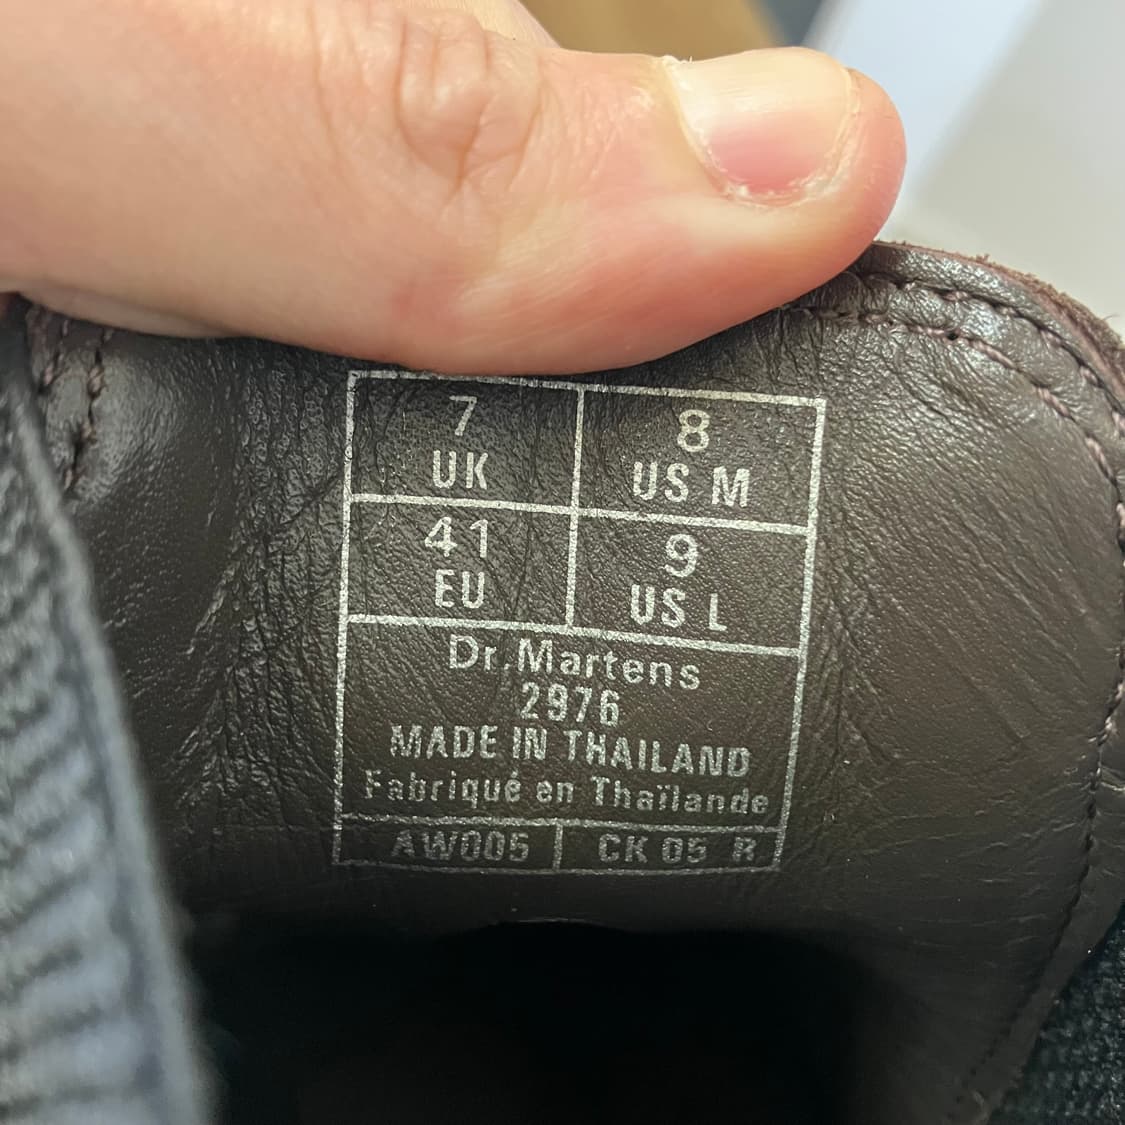 7
UK
8
US M
41
EU
9
US L
Dr.Martens
2976
MADE IN THAILAND
Fabriqué en Thaïlande
AW005
CK 05 R